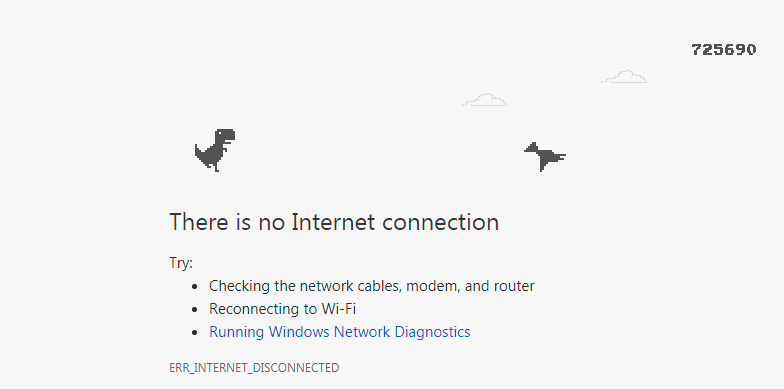 725690
There is no Internet connection
Try:
Checking the network cables, modem, and router
Reconnecting to Wi-Fi
Running Windows Network Diagnostics
ERR_INTERNET_DISCONNECTED